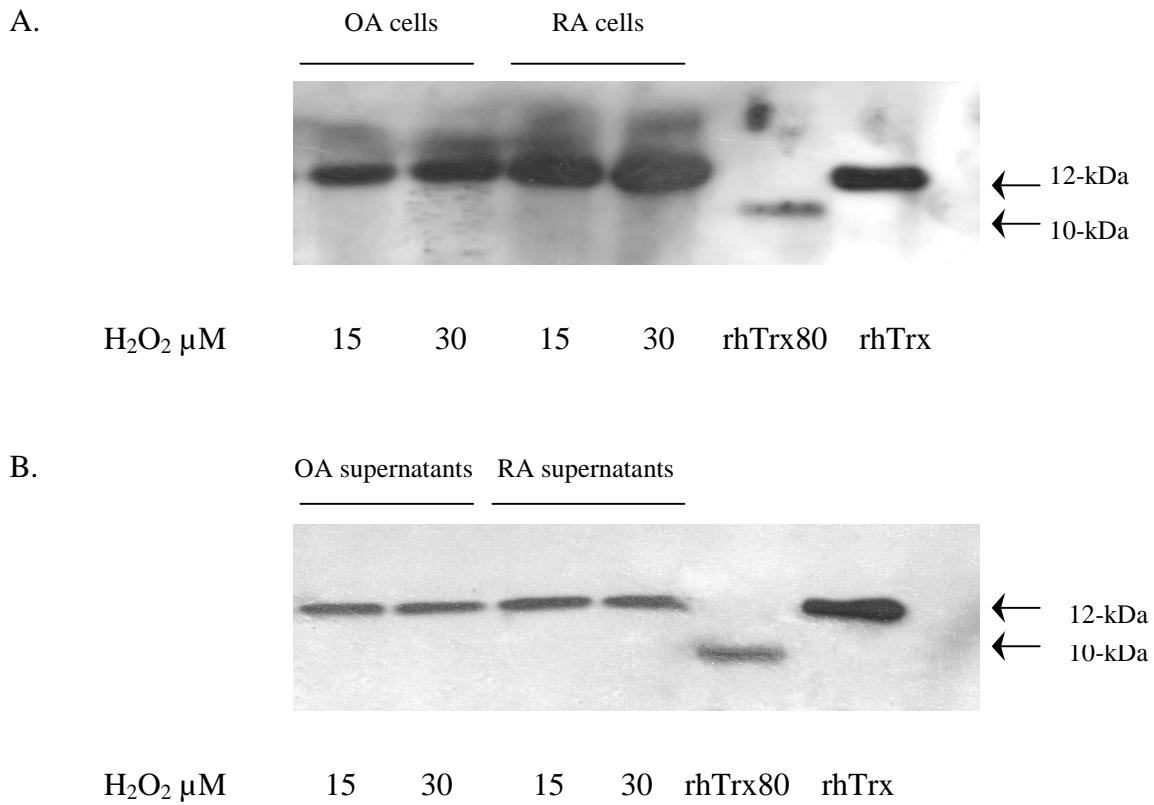 A.
OA cells RA cells
12-kDa
10-kDa
H₂O₂ µM 15 30 15 30 rhTrx80 rhTrx
B.
OA supernatants RA supernatants
12-kDa
10-kDa
H₂O₂ µM 15 30 15 30 rhTrx80 rhTrx